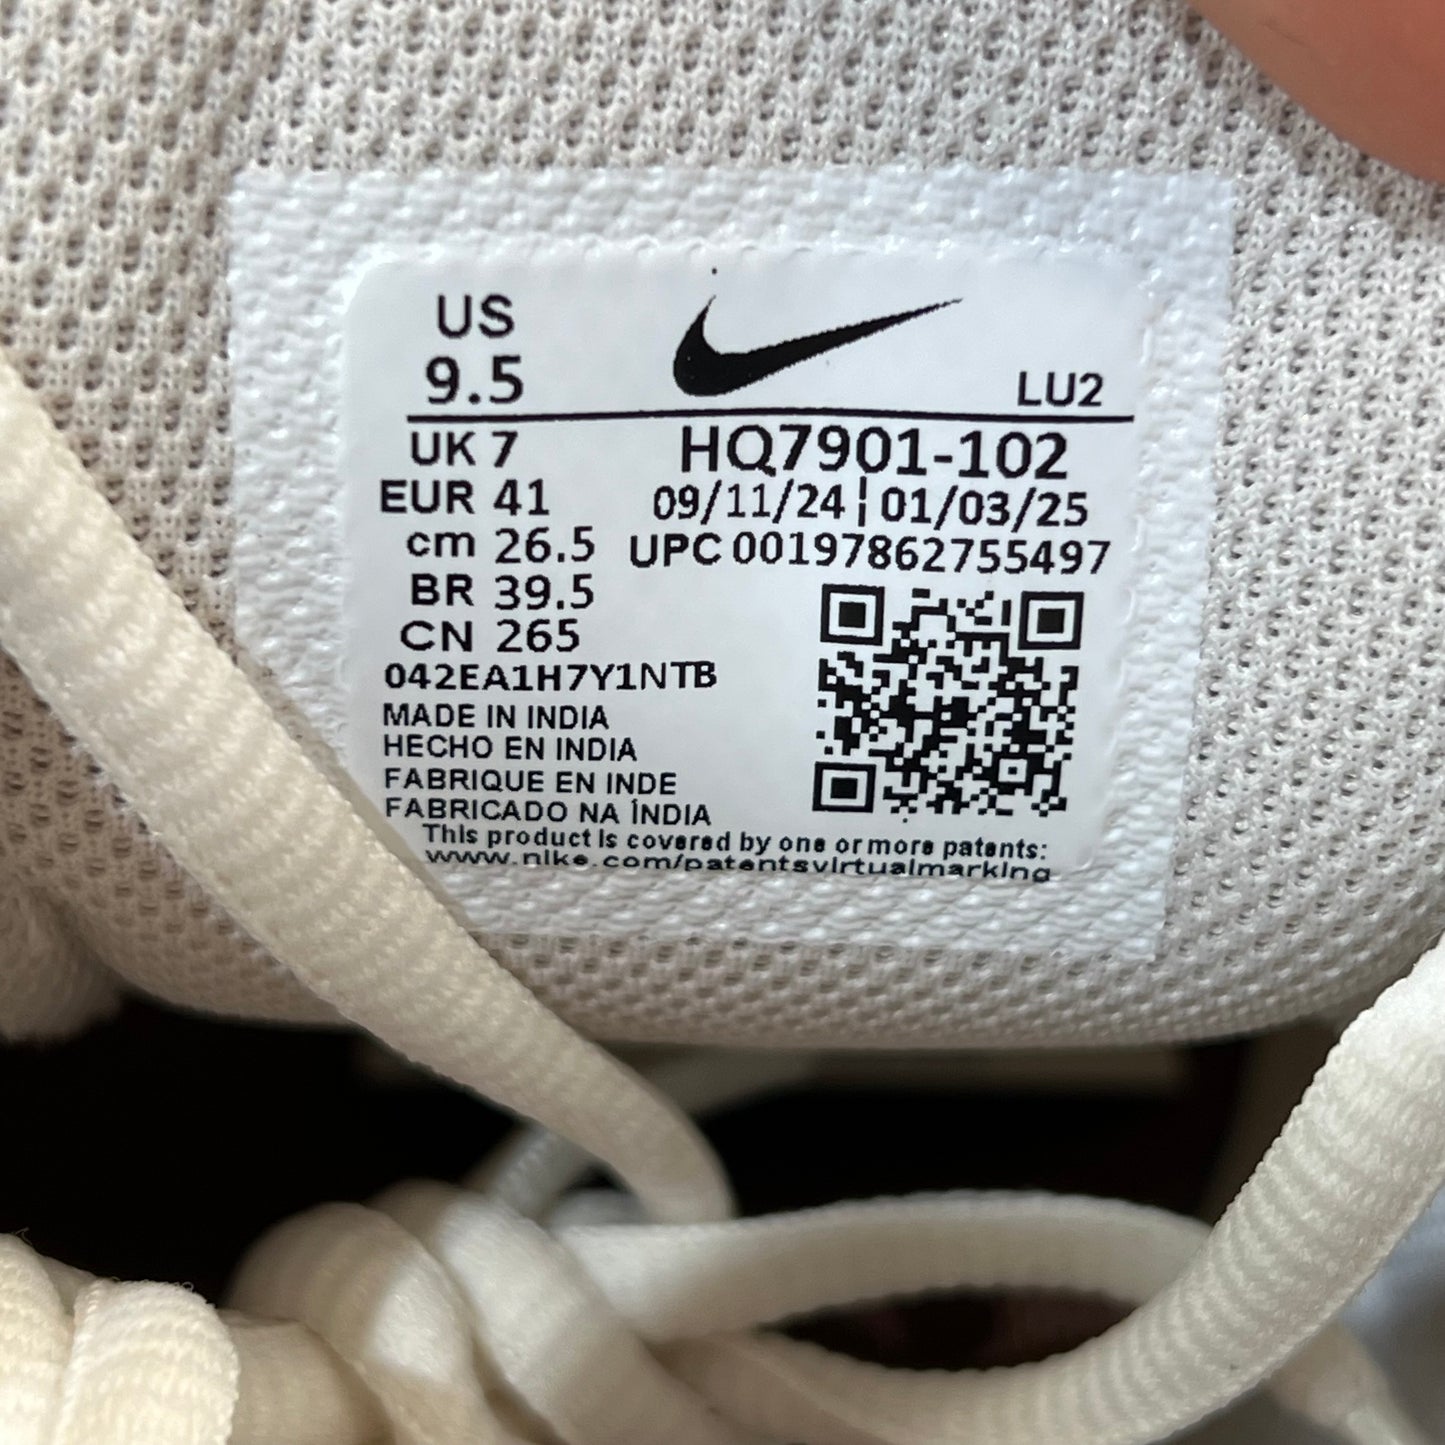 US
9.5
LU2
UK 7
HQ7901-102
EUR 41
09/11/24 ¦ 01/03/25
cm 26.5
UPC 00197862755497
BR 39.5
CN 265
042EA1H7Y1NTB
MADE IN INDIA
HECHO EN INDIA
FABRIQUE EN INDE
FABRICADO NA ÎNDIA
This product is covered by one or more patents:
www.nike.com/patentsvirtualmarking